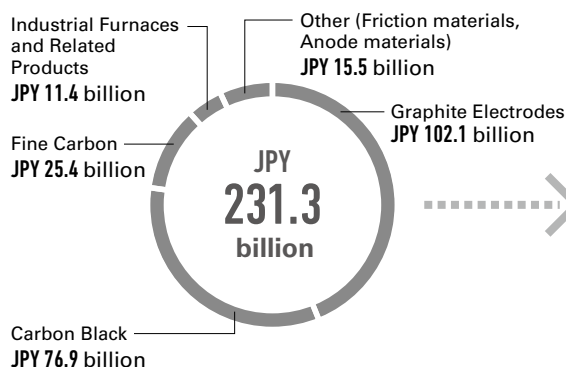 Industrial Furnaces
and Related
Products
JPY 11.4 billion
Other (Friction materials,
Anode materials)
JPY 15.5 billion
Graphite Electrodes
JPY 102.1 billion
Fine Carbon
JPY 25.4 billion
JPY
231.3
billion
Carbon Black
JPY 76.9 billion